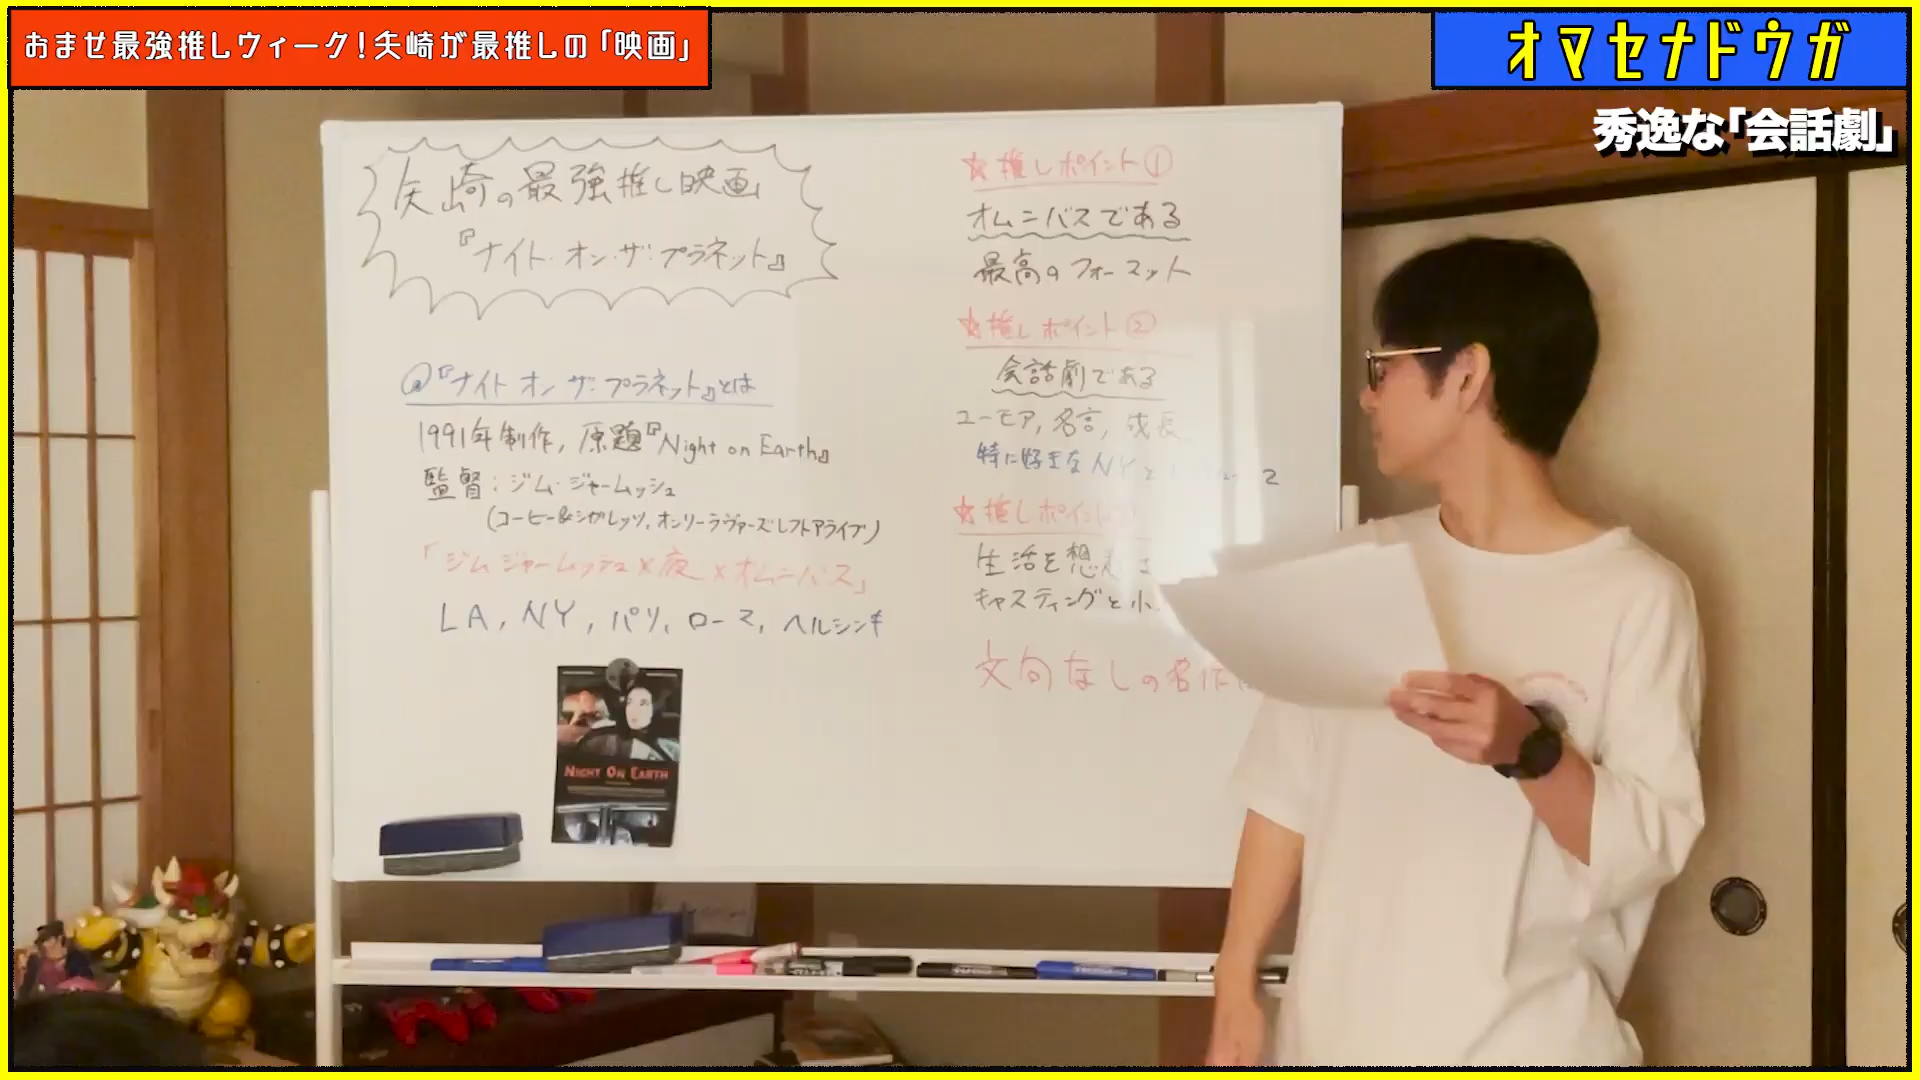 おませ最強推しウィーク！矢崎が最推しの「映画」
オマセナドウガ
秀逸な「会話劇」
矢崎の最強推し映画
『ナイト・オン・ザ・プラネット』
@『ナイト オン ザ・プラネット』とは
1991年制作, 原題『Night on Earth』
監督：ジム・ジャームッシュ
(コーヒー&シガレッツ, オンリーラヴァーズレフトアライブ)
「ジム ジャームッシュ×夜×オムニバス」
LA, NY, パリ, ローマ, ヘルシンキ
NIGHT ON EARTH
☆推しポイント①
オムニバスである
最高のフォーマット
☆推しポイント②
会話劇である
ユーモア, 名言, 成長
特に好きなNYと
☆推しポイント
生活を想
キャスティングと小
文句なしの名作